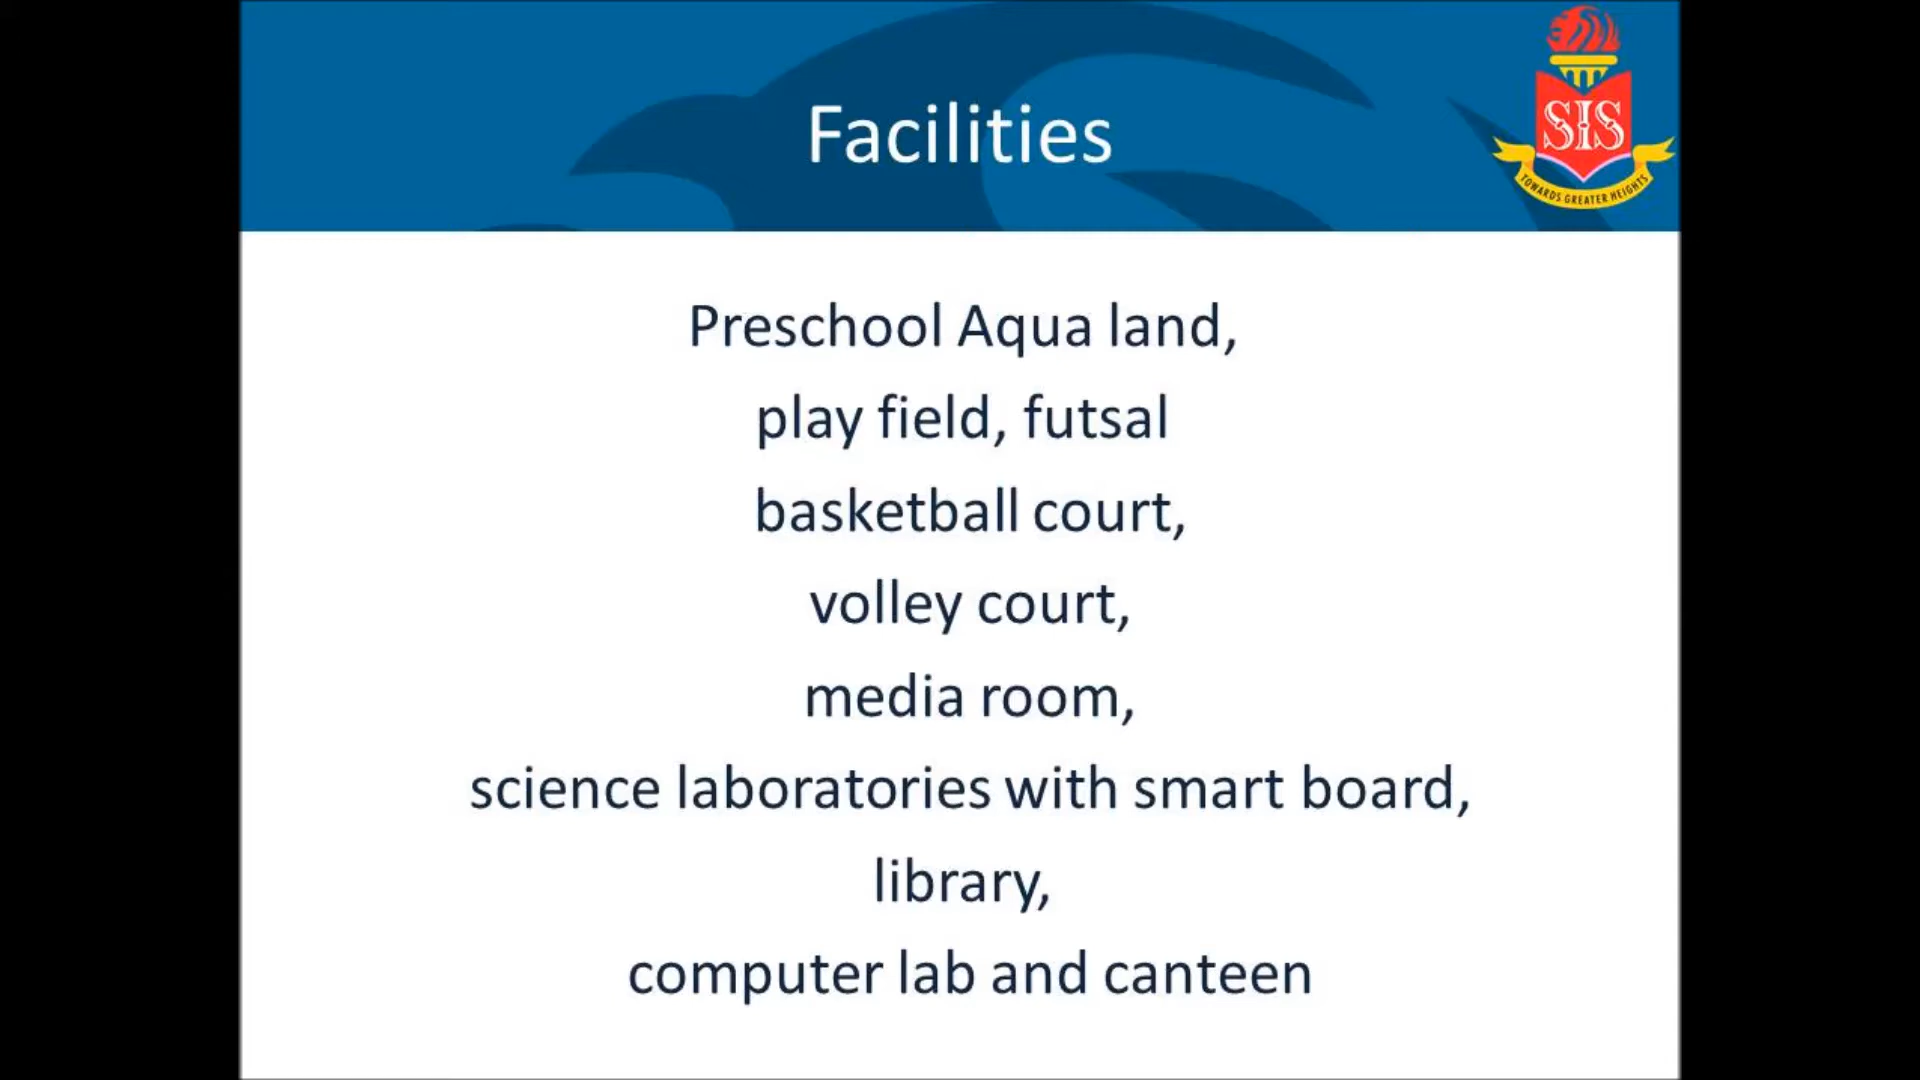 Facilities
SIS
TOWARDS GREATER HEIGHTS
Preschool Aqua land,
play field, futsal
basketball court,
volley court,
media room,
science laboratories with smart board,
library,
computer lab and canteen